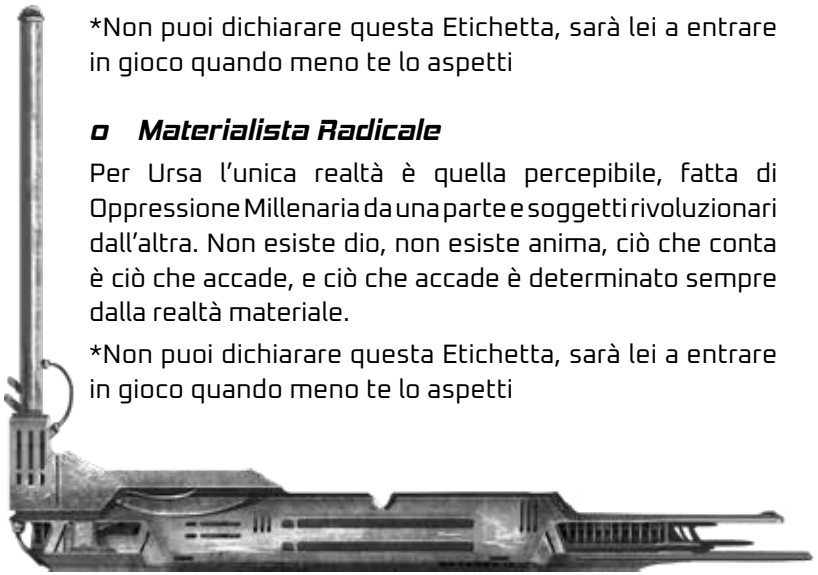 *Non puoi dichiarare questa Etichetta, sarà lei a entrare
in gioco quando meno te lo aspetti
o Materialista Radicale
Per Ursa l’unica realtà è quella percepibile, fatta di
Oppressione Millenaria da una parte e soggetti rivoluzionari
dall’altra. Non esiste dio, non esiste anima, ciò che conta
è ciò che accade, e ciò che accade è determinato sempre
dalla realtà materiale.
*Non puoi dichiarare questa Etichetta, sarà lei a entrare
in gioco quando meno te lo aspetti